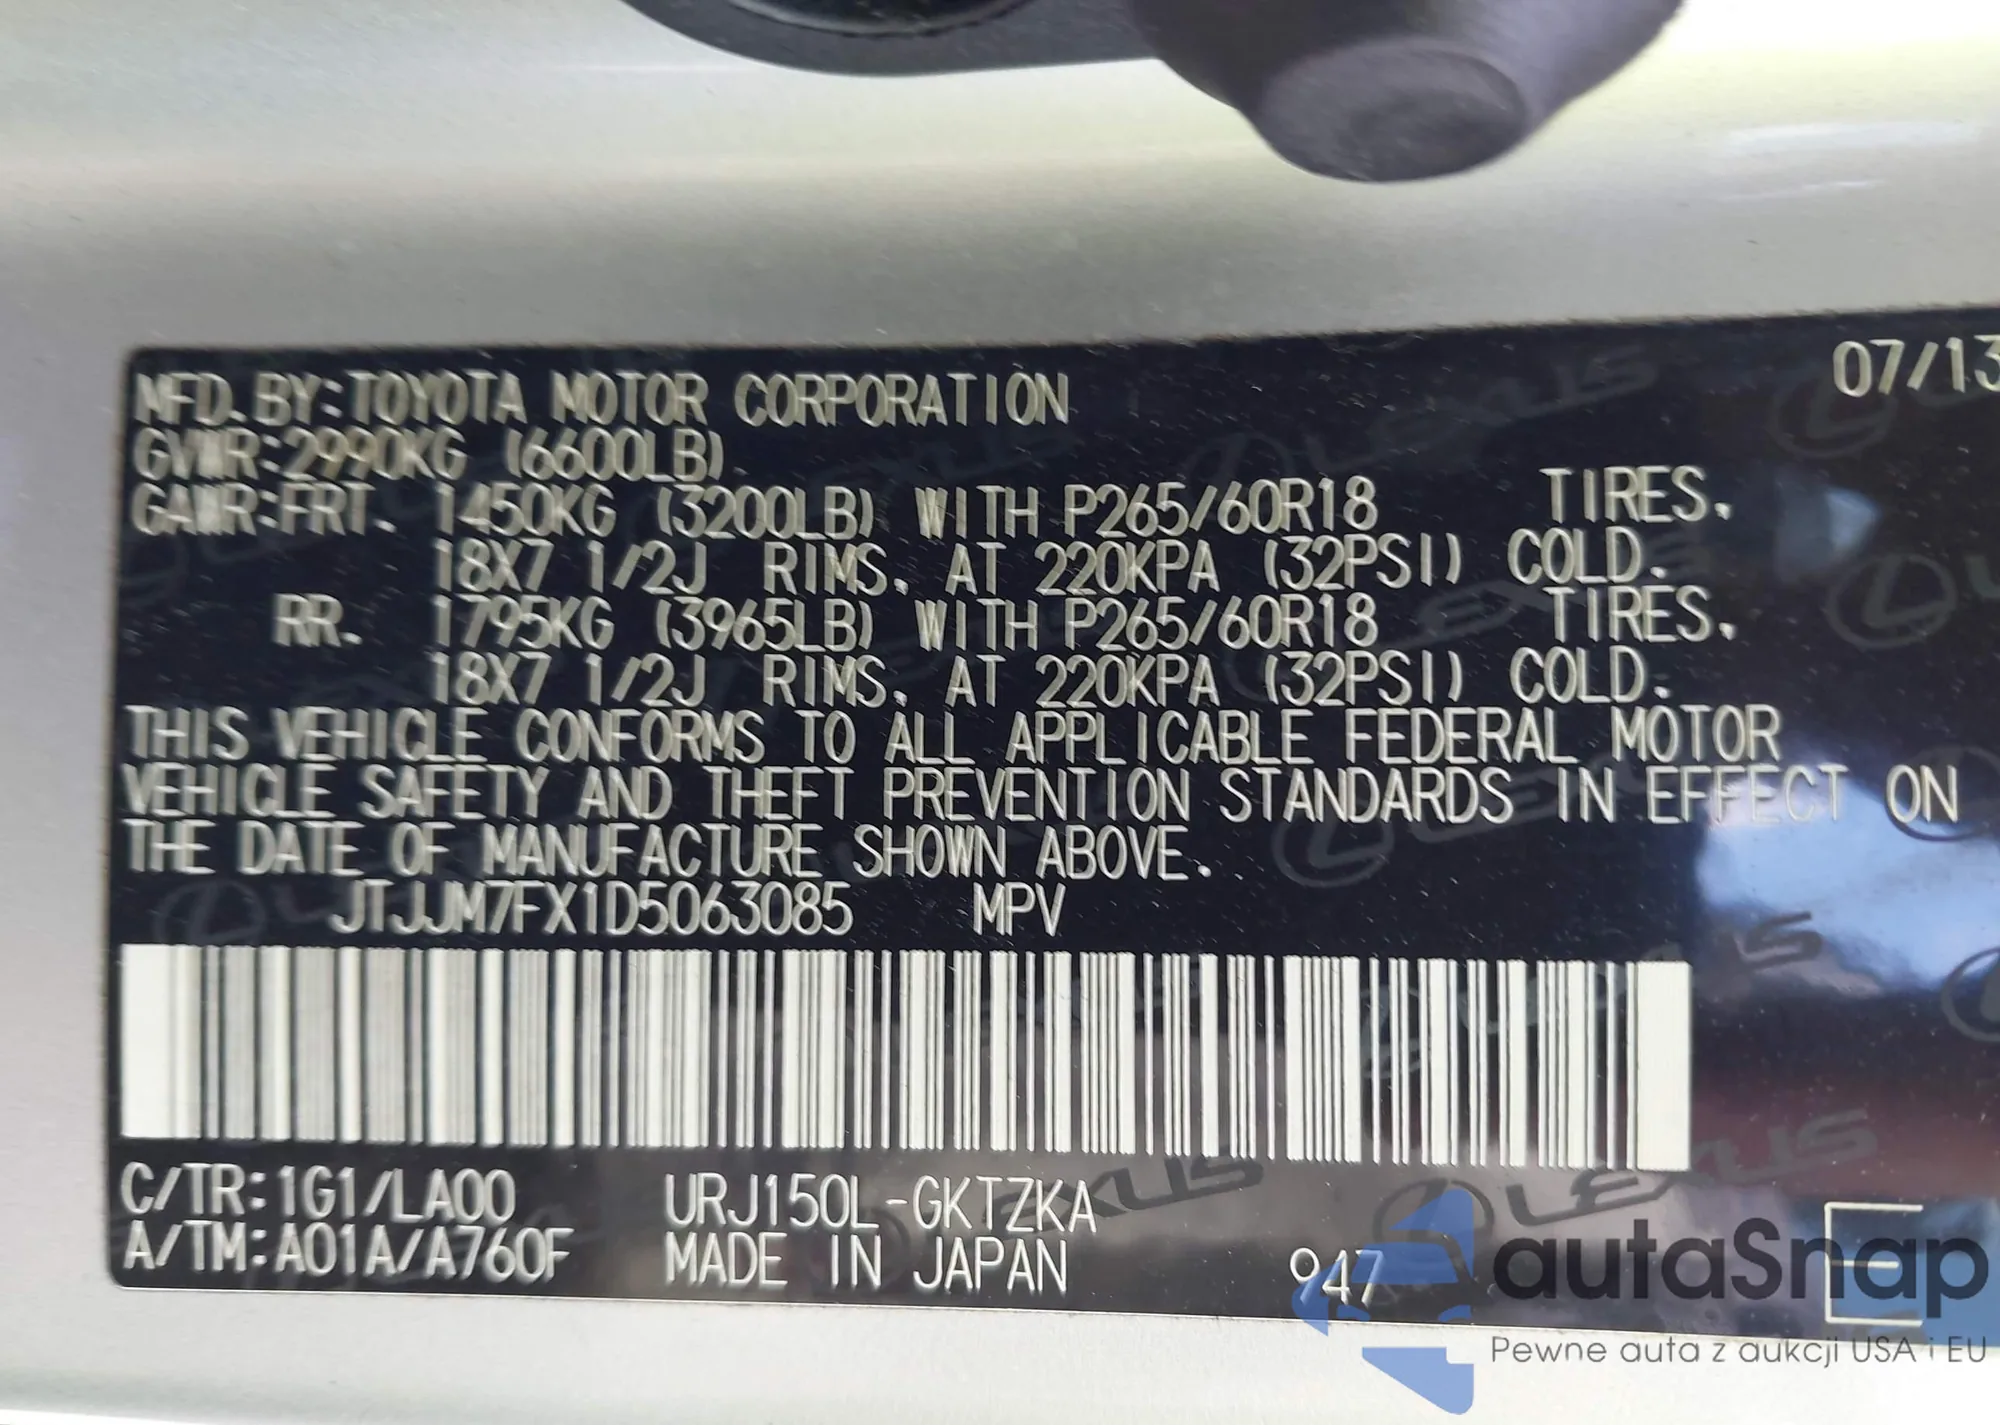 07/13
MFD. BY: TOYOTA MOTOR CORPORATION
GVWR: 2990KG (6600LB)
GAWR: FRT. 1450KG (3200LB) WITH P265/60R18 TIRES,
18X7 1/2J RIMS, AT 220KPA (32PSI) COLD.
RR. 1795KG (3965LB) WITH P265/60R18 TIRES,
18X7 1/2J RIMS, AT 220KPA (32PSI) COLD.
THIS VEHICLE CONFORMS TO ALL APPLICABLE FEDERAL MOTOR
VEHICLE SAFETY AND THEFT PREVENTION STANDARDS IN EFFECT ON
THE DATE OF MANUFACTURE SHOWN ABOVE.
JTJJM7FX1D5063085 MPV
C/TR: 1G1/LA00 URJ150L-GKTZKA
A/TM: A01A/A760F MADE IN JAPAN 947 E
LEXUS
autaSnap
Pewne auta z aukcji USA i EU